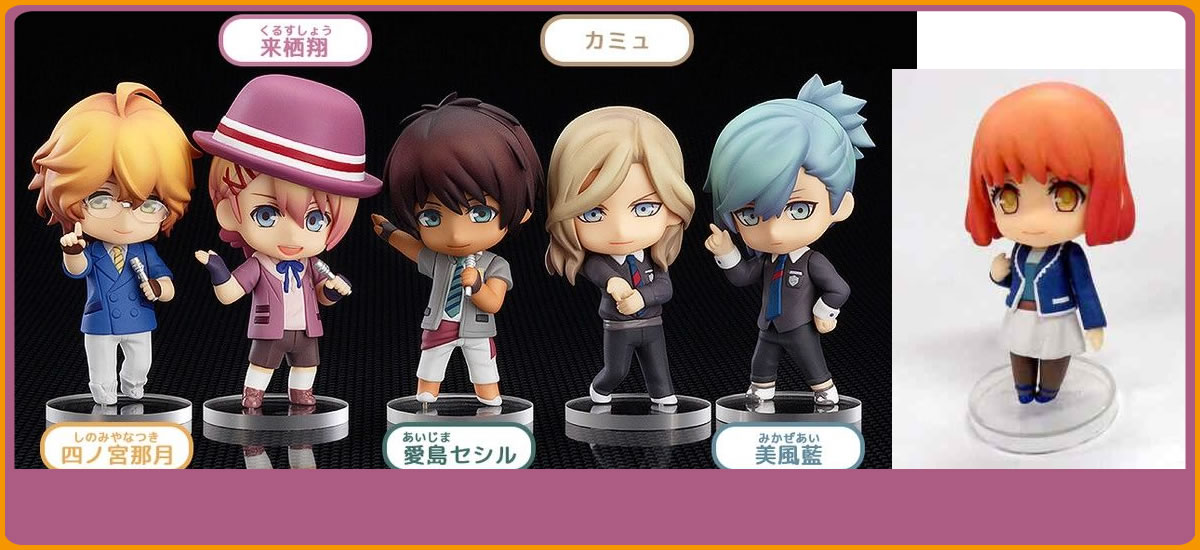 くるすしょう
来栖翔
カミュ
しのみやなつき
四ノ宮那月
あいじま
愛島セシル
みかぜあい
美風藍